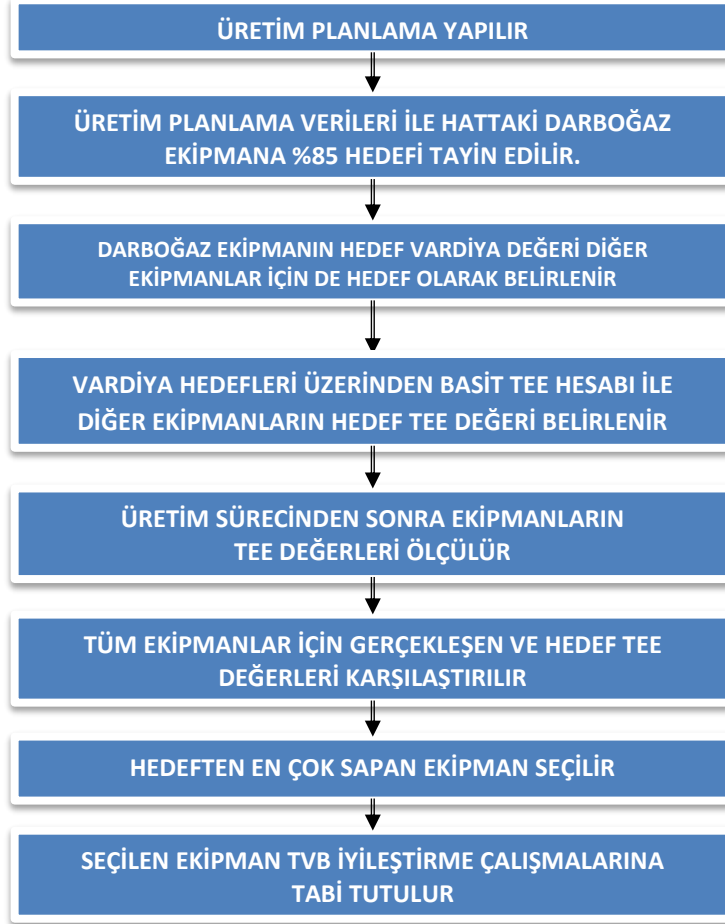 ÜRETİM PLANLAMA YAPILIR
ÜRETİM PLANLAMA VERİLERİ İLE HATTAKİ DARBOĞAZ
EKİPMANA %85 HEDEFİ TAYİN EDİLİR.
DARBOĞAZ EKİPMANIN HEDEF VARDİYA DEĞERİ DİĞER
EKİPMANLAR İÇİN DE HEDEF OLARAK BELİRLENİR
VARDİYA HEDEFLERİ ÜZERİNDEN BASİT TEE HESABI İLE
DİĞER EKİPMANLARIN HEDEF TEE DEĞERİ BELİRLENİR
ÜRETİM SÜRECİNDEN SONRA EKİPMANLARIN
TEE DEĞERLERİ ÖLÇÜLÜR
TÜM EKİPMANLAR İÇİN GERÇEKLEŞEN VE HEDEF TEE
DEĞERLERİ KARŞILAŞTIRILIR
HEDEFTEN EN ÇOK SAPAN EKİPMAN SEÇİLİR
SEÇİLEN EKİPMAN TVB İYİLEŞTİRME ÇALIŞMALARINA
TABİ TUTULUR